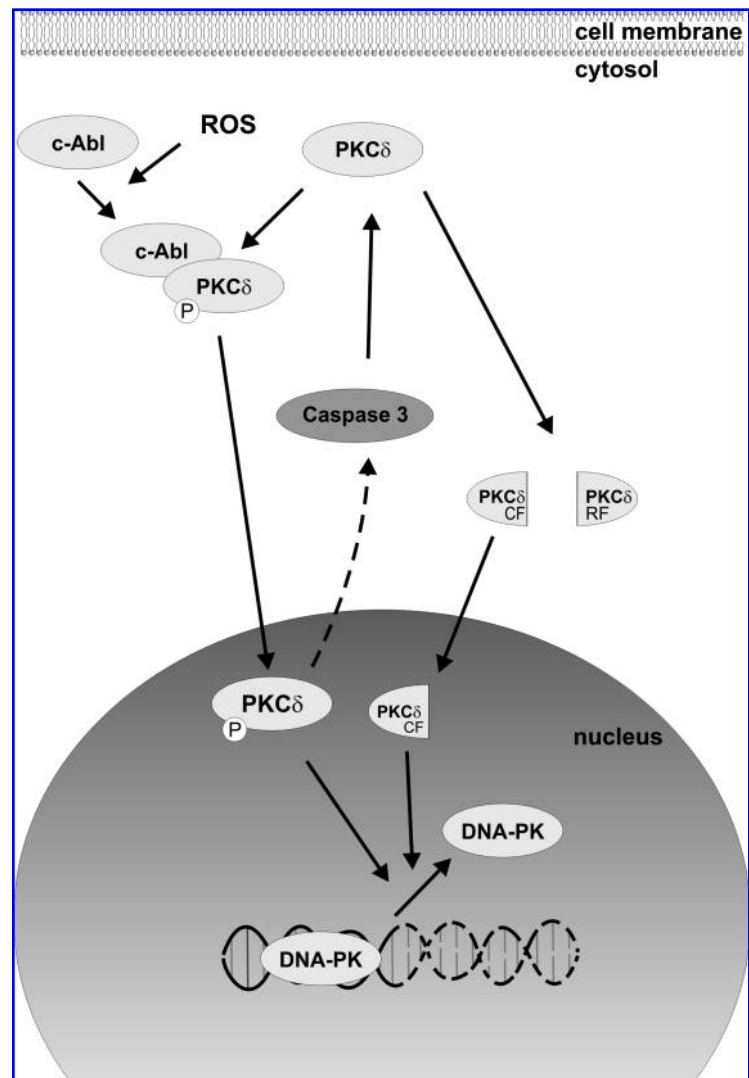 cell membrane
cytosol
c-Abl
ROS
PKCδ
c-Abl
PKCδ
P
Caspase 3
PKCδ
CF
PKCδ
RF
PKCδ
P
PKCδ
CF
nucleus
DNA-PK
DNA-PK